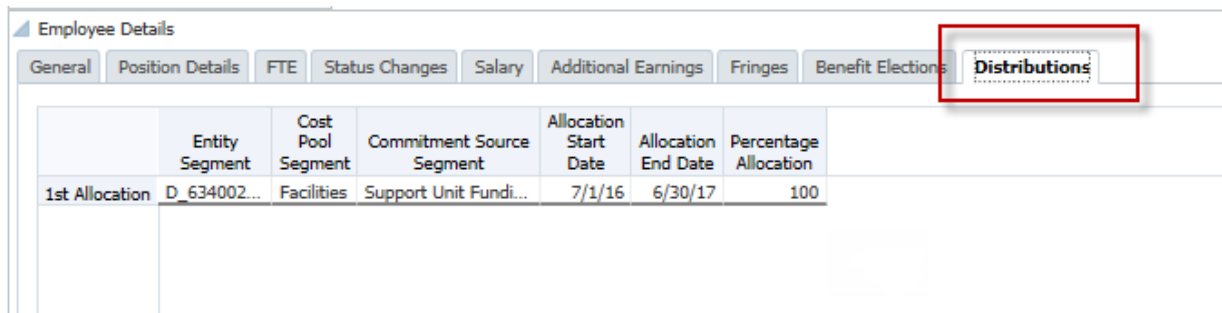 Employee Details
General Position Details FTE Status Changes Salary Additional Earnings Fringes Benefit Elections Distributions
Entity Segment Cost Pool Segment Commitment Source Segment Allocation Start Date Allocation End Date Percentage Allocation
1st Allocation D_634002... Facilities Support Unit Fundi... 7/1/16 6/30/17 100